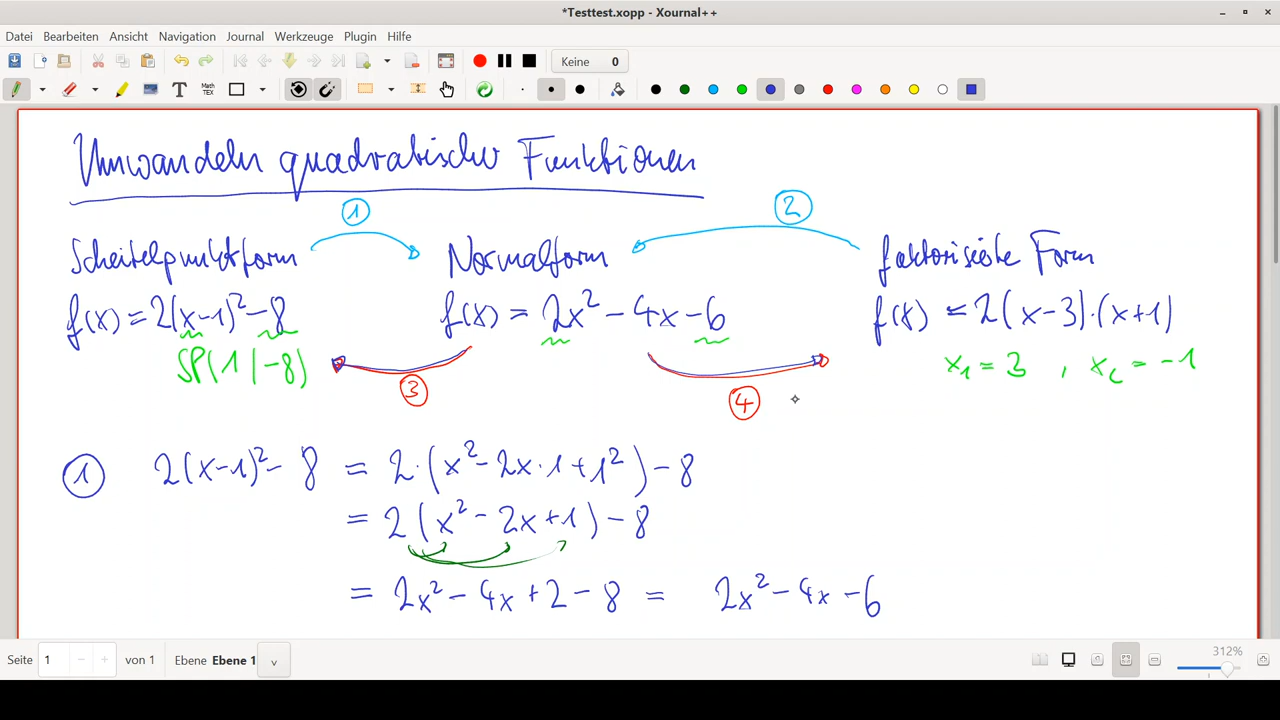 *Testtest.xopp - Xournal++
Datei Bearbeiten Ansicht Navigation Journal Werkzeuge Plugin Hilfe
Keine 0
T MATH TEX
Umwandeln quadratischer Funktionen
① ②
Scheitelpunktform Normalform faktorisierte Form
f(x) = 2(x-1)² - 8 f(x) = 2x² - 4x - 6 f(x) = 2(x-3)·(x+1)
SP(1|-8) x₁ = 3 , x₂ = -1
③ ④
① 2(x-1)² - 8 = 2·(x² - 2x·1 + 1²) - 8
= 2(x² - 2x + 1) - 8
= 2x² - 4x + 2 - 8 = 2x² - 4x - 6
Seite 1 von 1 Ebene Ebene 1 312%